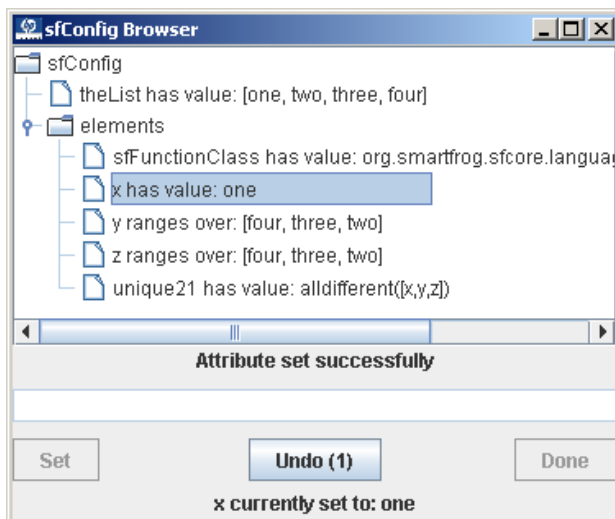 sfConfig Browser
sfConfig
theList has value: [one, two, three, four]
elements
sfFunctionClass has value: org.smartfrog.sfcore.langua
x has value: one
y ranges over: [four, three, two]
z ranges over: [four, three, two]
unique21 has value: alldifferent([x,y,z])
Attribute set successfully
Set Undo (1) Done
x currently set to: one